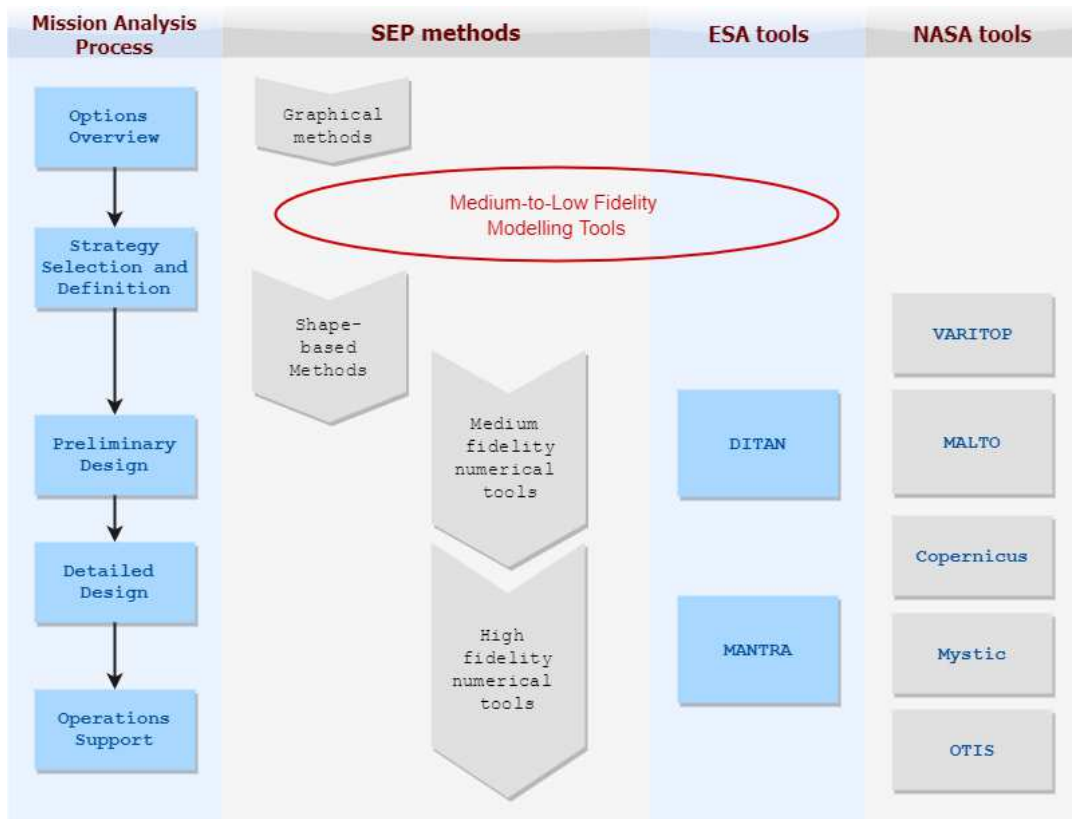 Mission Analysis
Process
SEP methods
ESA tools
NASA tools
Options
Overview
Strategy
Selection and
Definition
Preliminary
Design
Detailed
Design
Operations
Support
Graphical
methods
Medium-to-Low Fidelity
Modelling Tools
Shape-
based
Methods
Medium
fidelity
numerical
tools
High
fidelity
numerical
tools
DITAN
MANTRA
VARITOP
MALTO
Copernicus
Mystic
OTIS